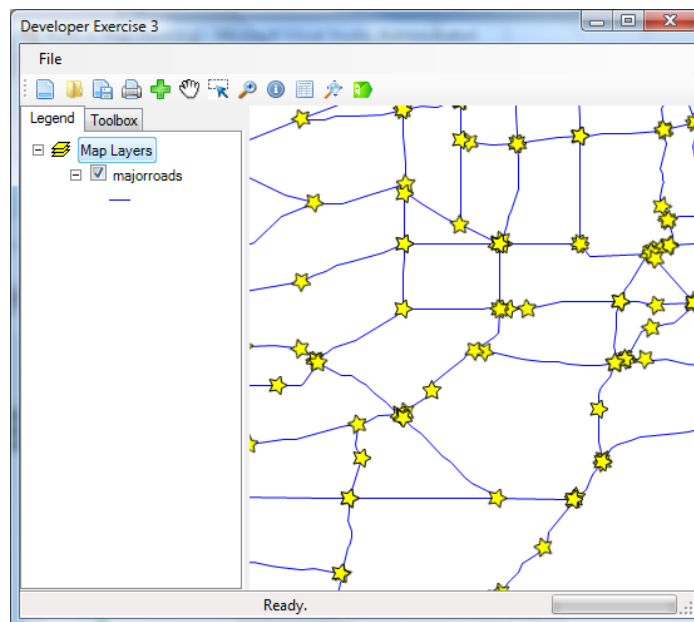 Developer Exercise 3
File
Legend Toolbox
Map Layers
majorroads
Ready.